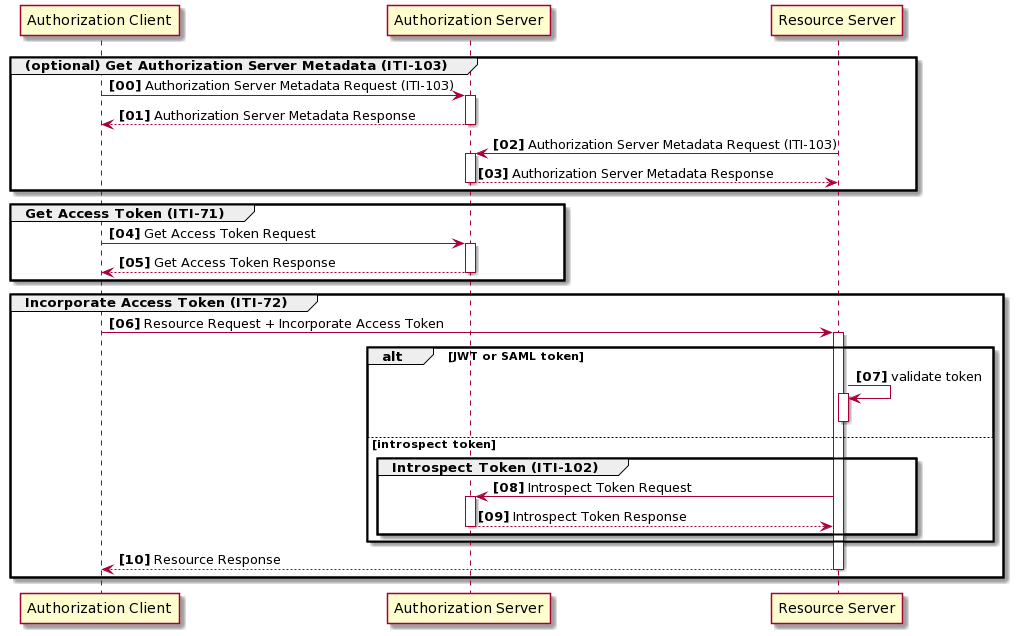 Authorization Client
Authorization Server
Resource Server
(optional) Get Authorization Server Metadata (ITI-103)
[00] Authorization Server Metadata Request (ITI-103)
[01] Authorization Server Metadata Response
[02] Authorization Server Metadata Request (ITI-103)
[03] Authorization Server Metadata Response
Get Access Token (ITI-71)
[04] Get Access Token Request
[05] Get Access Token Response
Incorporate Access Token (ITI-72)
[06] Resource Request + Incorporate Access Token
alt
[JWT or SAML token]
[07] validate token
[introspect token]
Introspect Token (ITI-102)
[08] Introspect Token Request
[09] Introspect Token Response
[10] Resource Response
Authorization Client
Authorization Server
Resource Server